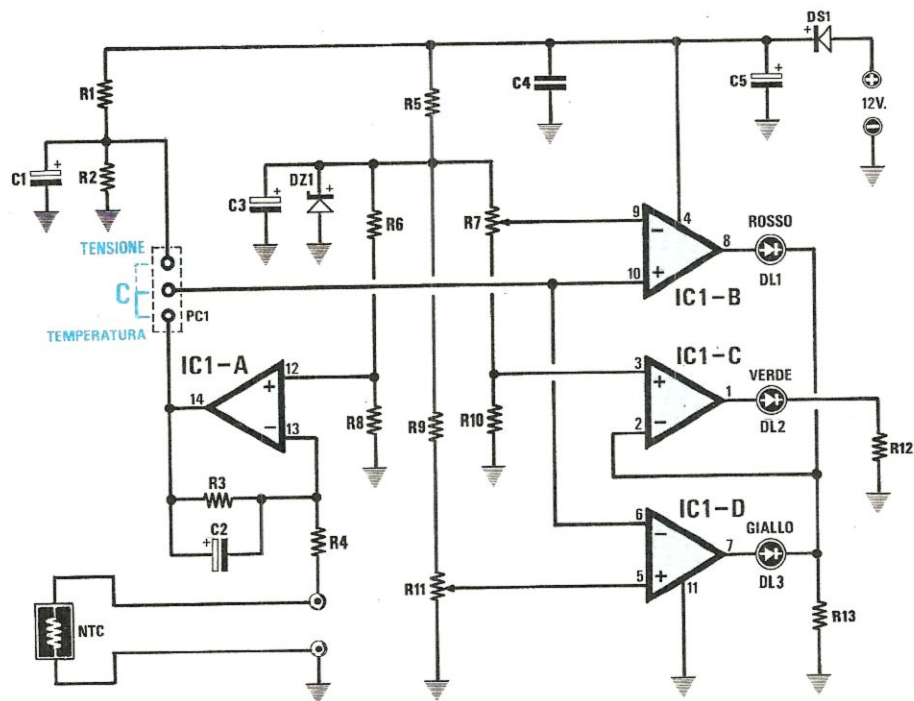 DS1
+
R1
R5
C4
C5
+
12V.
C1
+
R2
C3
+
DZ1
+
R6
R7
9
−
4
ROSSO
8
10
+
DL1
IC1-B
TENSIONE
C
PC1
TEMPERATURA
IC1-A
12
+
14
−
13
R8
R9
R10
IC1-C
3
+
VERDE
1
2
−
DL2
R12
R3
C2
+
R4
IC1-D
6
−
GIALLO
7
5
+
11
DL3
R11
R13
NTC